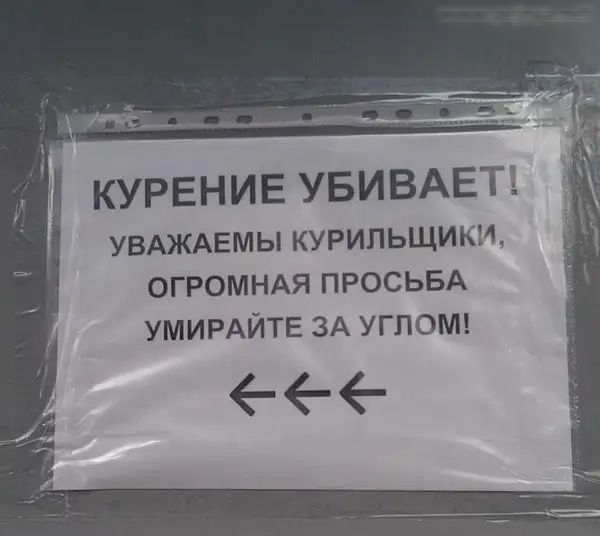 КУРЕНИЕ УБИВАЕТ!
УВАЖАЕМЫ КУРИЛЬЩИКИ,
ОГРОМНАЯ ПРОСЬБА
УМИРАЙТЕ ЗА УГЛОМ!
←←←